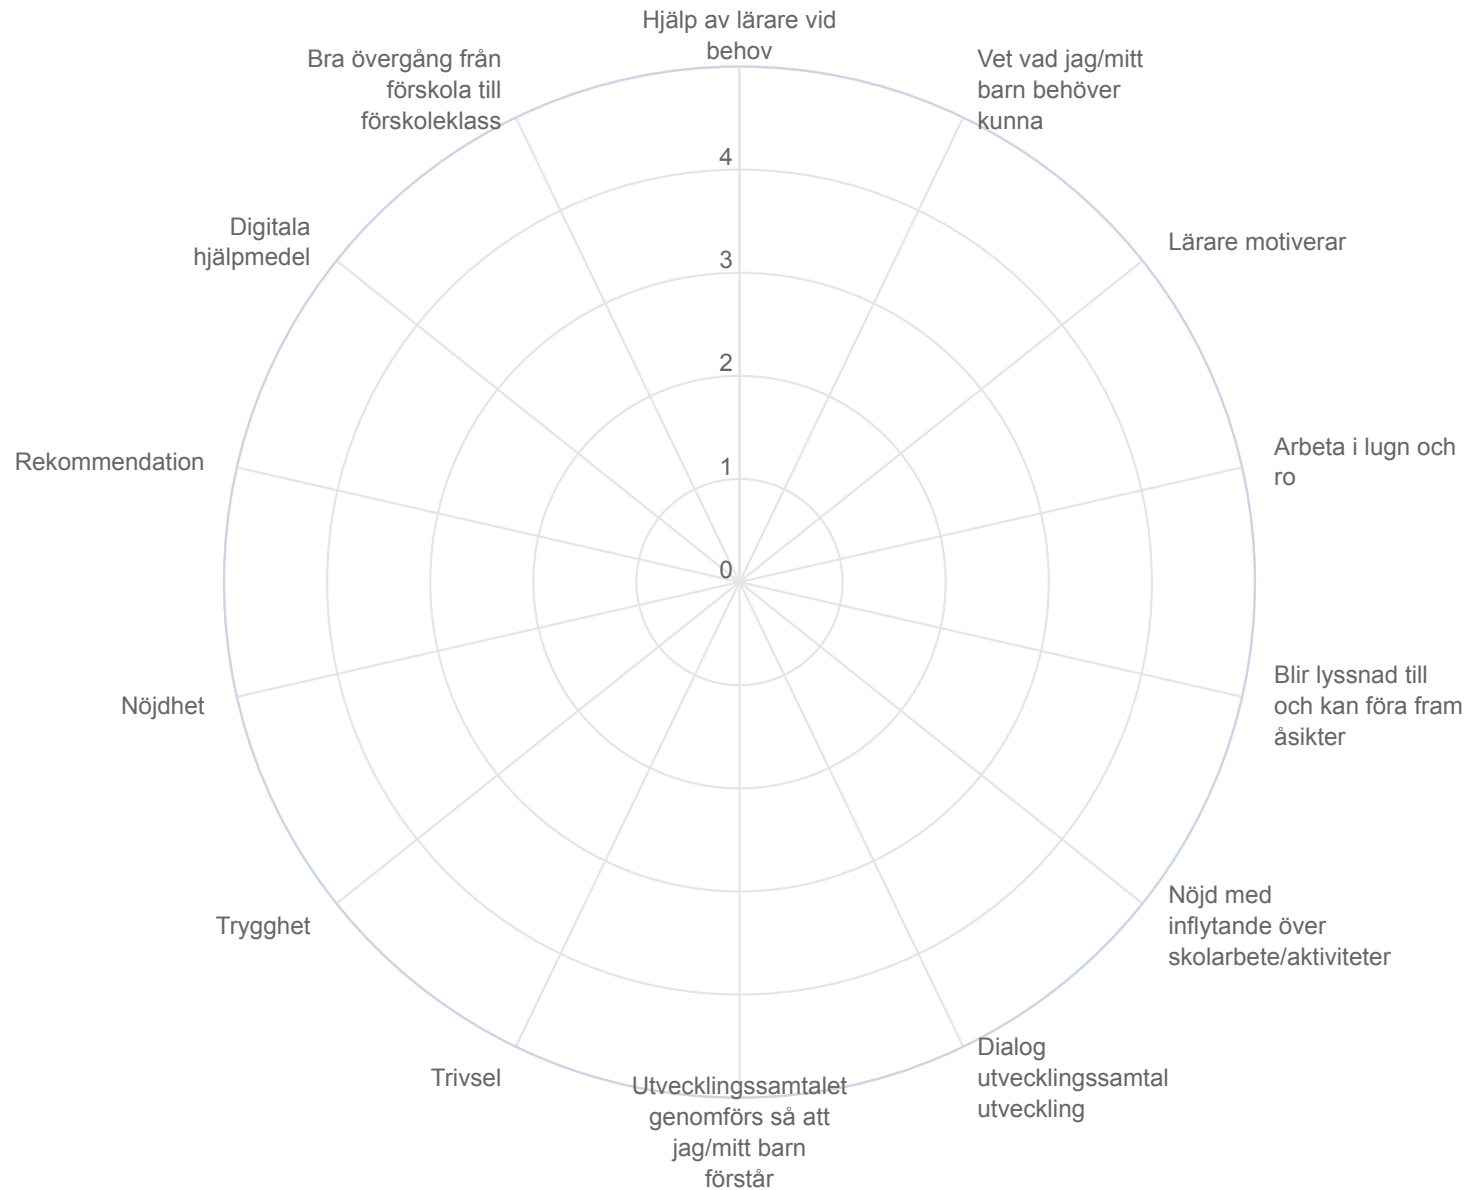 Hjälp av lärare vid
behov
Vet vad jag/mitt
barn behöver
kunna
Lärare motiverar
Arbeta i lugn och
ro
Blir lyssnad till
och kan föra fram
åsikter
Nöjd med
inflytande över
skolarbete/aktiviteter
Dialog
utvecklingssamtal
utveckling
Utvecklingssamtalet
genomförs så att
jag/mitt barn
förstår
Trivsel
Trygghet
Nöjdhet
Rekommendation
Digitala
hjälpmedel
Bra övergång från
förskola till
förskoleklass
4
3
2
1
0